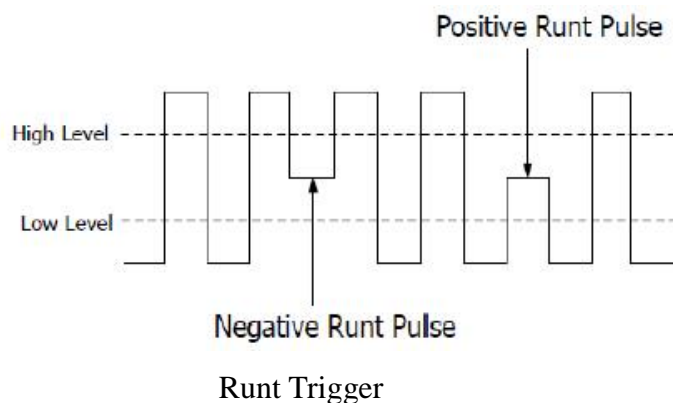 Positive Runt Pulse
High Level
Low Level
Negative Runt Pulse
Runt Trigger